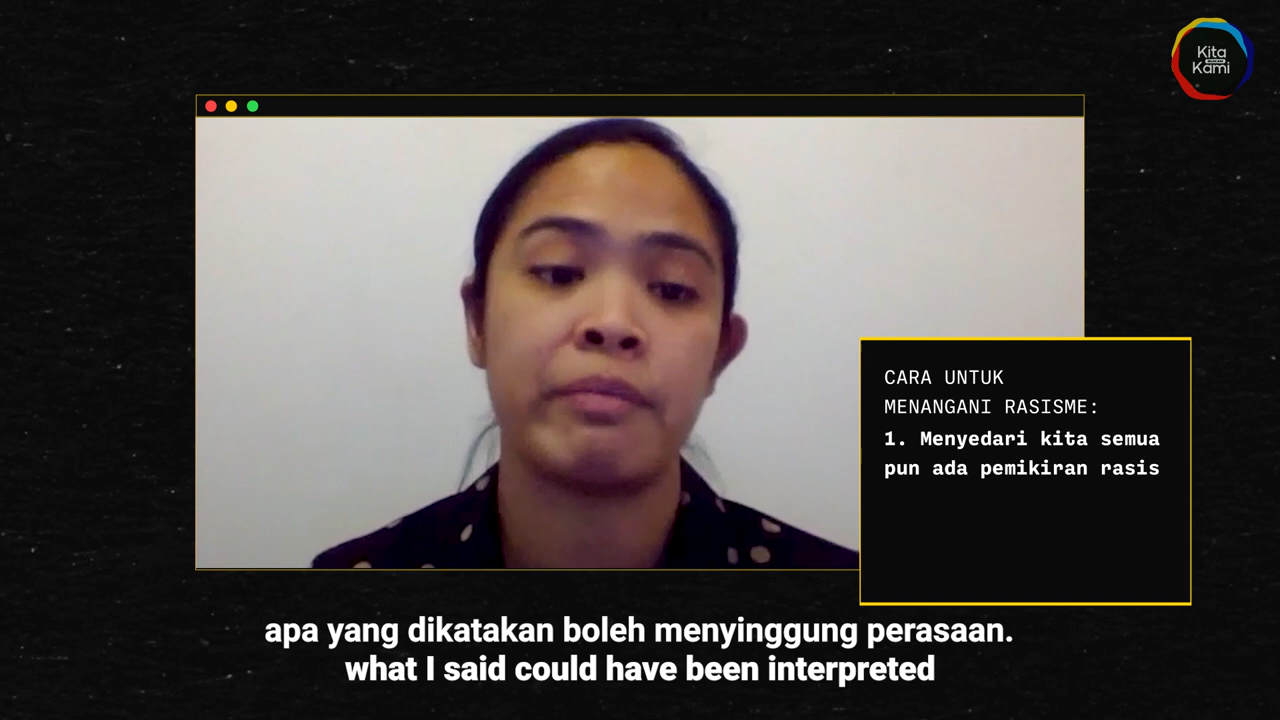 Kita
Kami
CARA UNTUK
MENANGANI RASISME:
1. Menyedari kita semua
pun ada pemikiran rasis
apa yang dikatakan boleh menyinggung perasaan.
what I said could have been interpreted